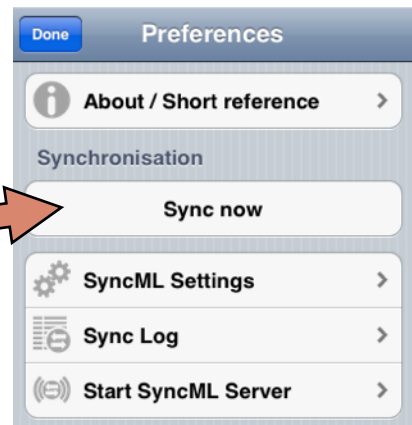 Done Preferences
About / Short reference
Synchronisation
Sync now
SyncML Settings
Sync Log
Start SyncML Server